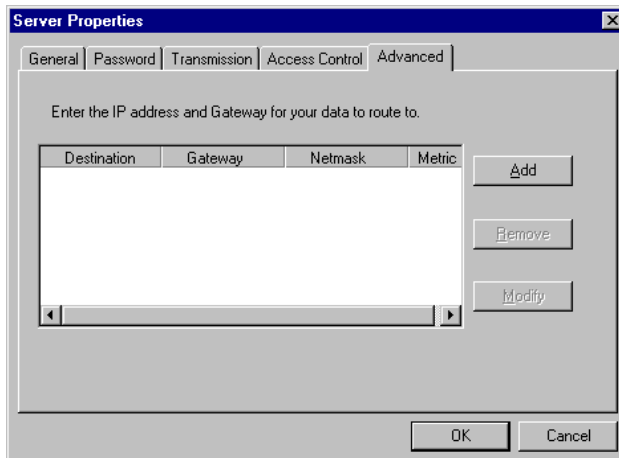 Server Properties
General Password Transmission Access Control Advanced
Enter the IP address and Gateway for your data to route to.
Destination Gateway Netmask Metric
Add
Remove
Modify
OK Cancel